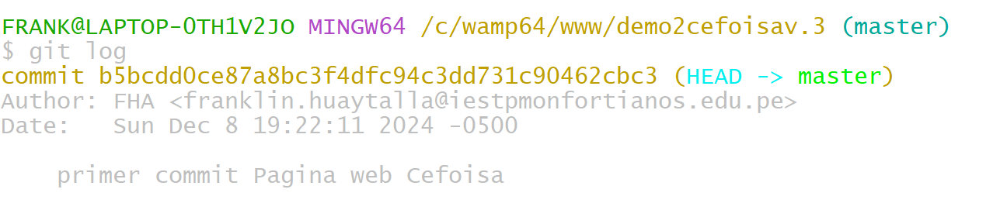 FRANK@LAPTOP-0TH1V2JO MINGW64 /c/wamp64/www/demo2cefoisav.3 (master)
$ git log
commit b5bcdd0ce87a8bc3f4dfc94c3dd731c90462cbc3 (HEAD -> master)
Author: FHA <franklin.huaytalla@iestpmonfortianos.edu.pe>
Date:   Sun Dec 8 19:22:11 2024 -0500
    primer commit Pagina web Cefoisa